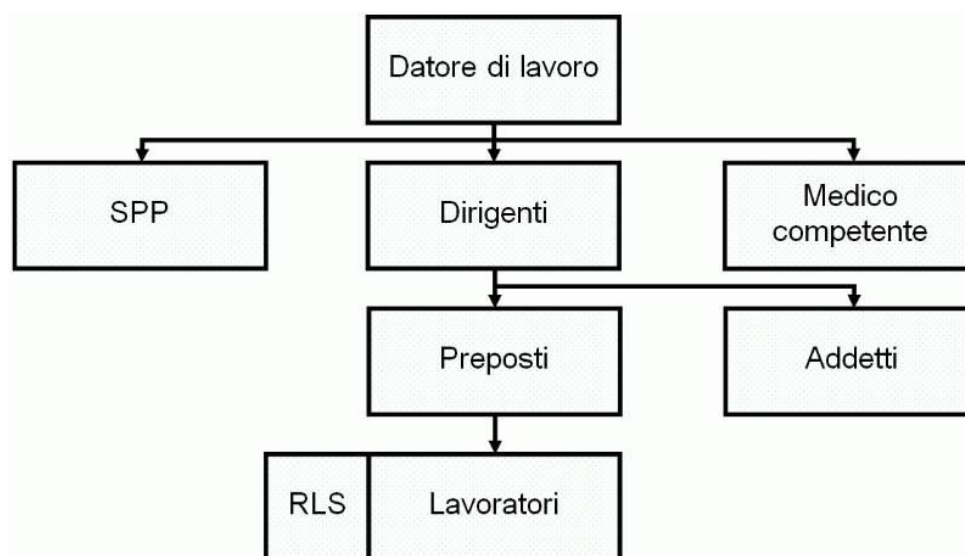 Datore di lavoro
SPP
Dirigenti
Medico
competente
Preposti
Addetti
RLS
Lavoratori